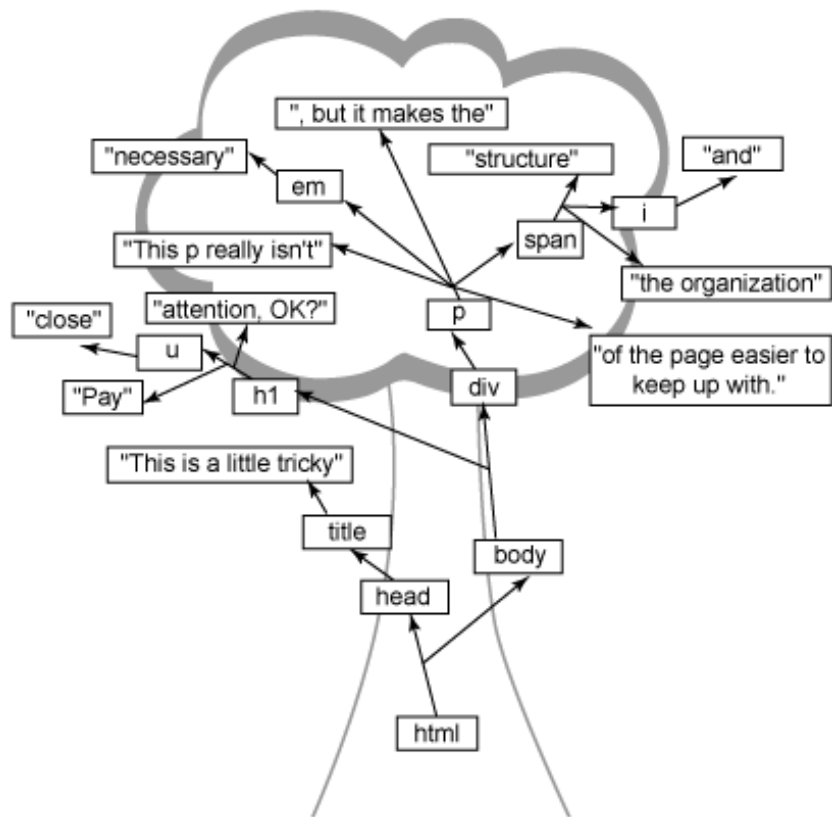 ", but it makes the"
"necessary"
"structure"
"and"
em
i
span
"This p really isn't"
"the organization"
"attention, OK?"
p
"close"
u
"of the page easier to
keep up with."
"Pay"
h1
div
"This is a little tricky"
title
body
head
html